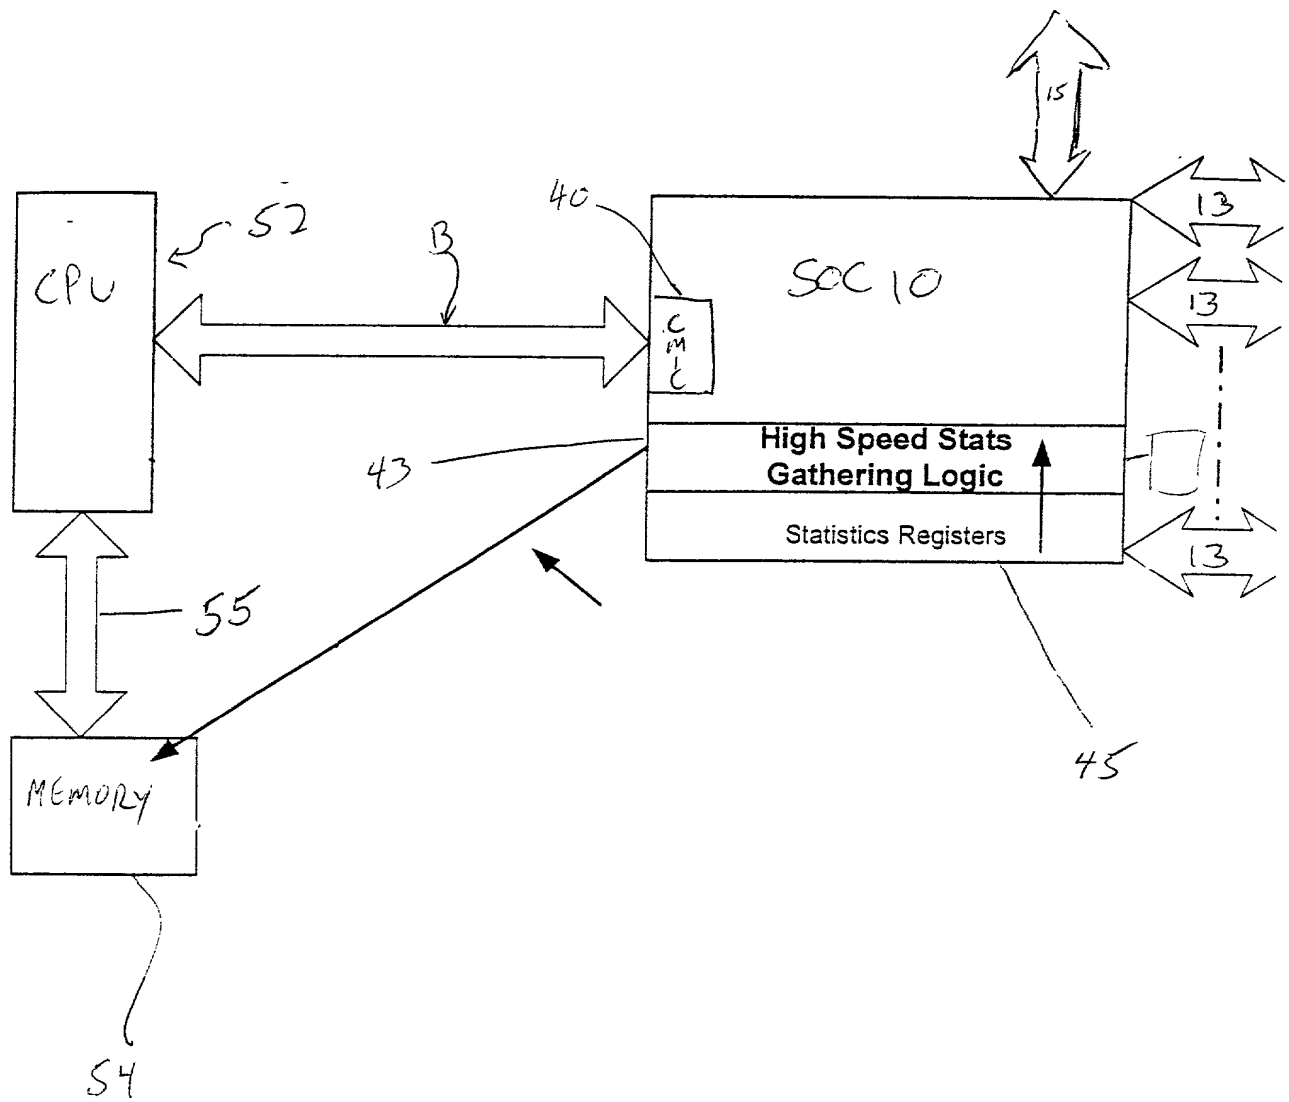 15
13
40
52
B
CPU
SOC 10
13
C
M
I
C
High Speed Stats
Gathering Logic
43
Statistics Registers
13
55
45
MEMORY
54